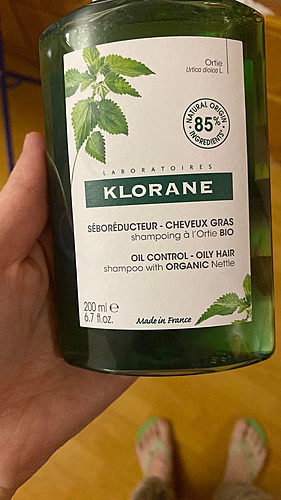 Ortie
Urtica dioica L.
NATURAL ORIGIN
85%
INGREDIENTS*
LABORATOIRES
KLORANE
SÉBORÉDUCTEUR - CHEVEUX GRAS
shampoing à l'Ortie BIO
OIL CONTROL - OILY HAIR
shampoo with ORGANIC Nettle
200 ml ℮
6.7 fl.oz.
Made in France